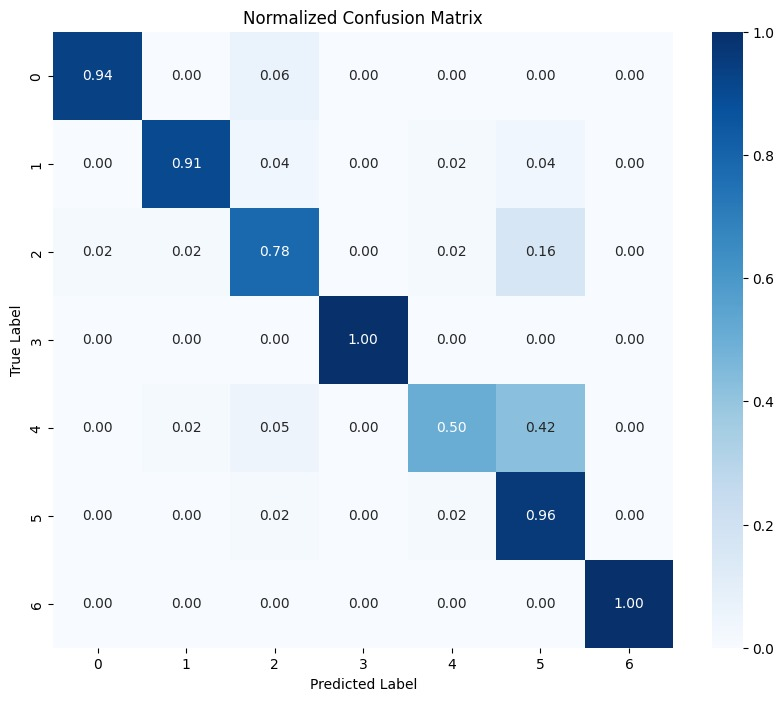 Normalized Confusion Matrix
0 0.94 0.00 0.06 0.00 0.00 0.00 0.00
1 0.00 0.91 0.04 0.00 0.02 0.04 0.00
2 0.02 0.02 0.78 0.00 0.02 0.16 0.00
3 0.00 0.00 0.00 1.00 0.00 0.00 0.00
4 0.00 0.02 0.05 0.00 0.50 0.42 0.00
5 0.00 0.00 0.02 0.00 0.02 0.96 0.00
6 0.00 0.00 0.00 0.00 0.00 0.00 1.00
0 1 2 3 4 5 6
True Label
Predicted Label
1.0
0.8
0.6
0.4
0.2
0.0